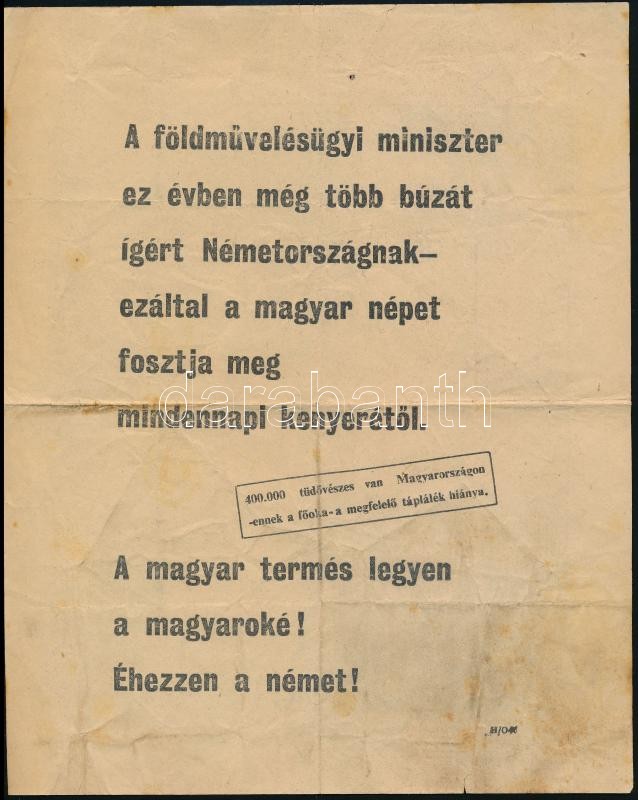 A földművelésügyi miniszter
ez évben még több búzát
ígért Németországnak—
ezáltal a magyar népet
fosztja meg
darabanth
mindennapi kenyerétől.
400.000 tüdővészes van Magyarországon
-ennek a főoka-a megfelelő táplálék hiánya.
A magyar termés legyen
a magyaroké!
Éhezzen a német!